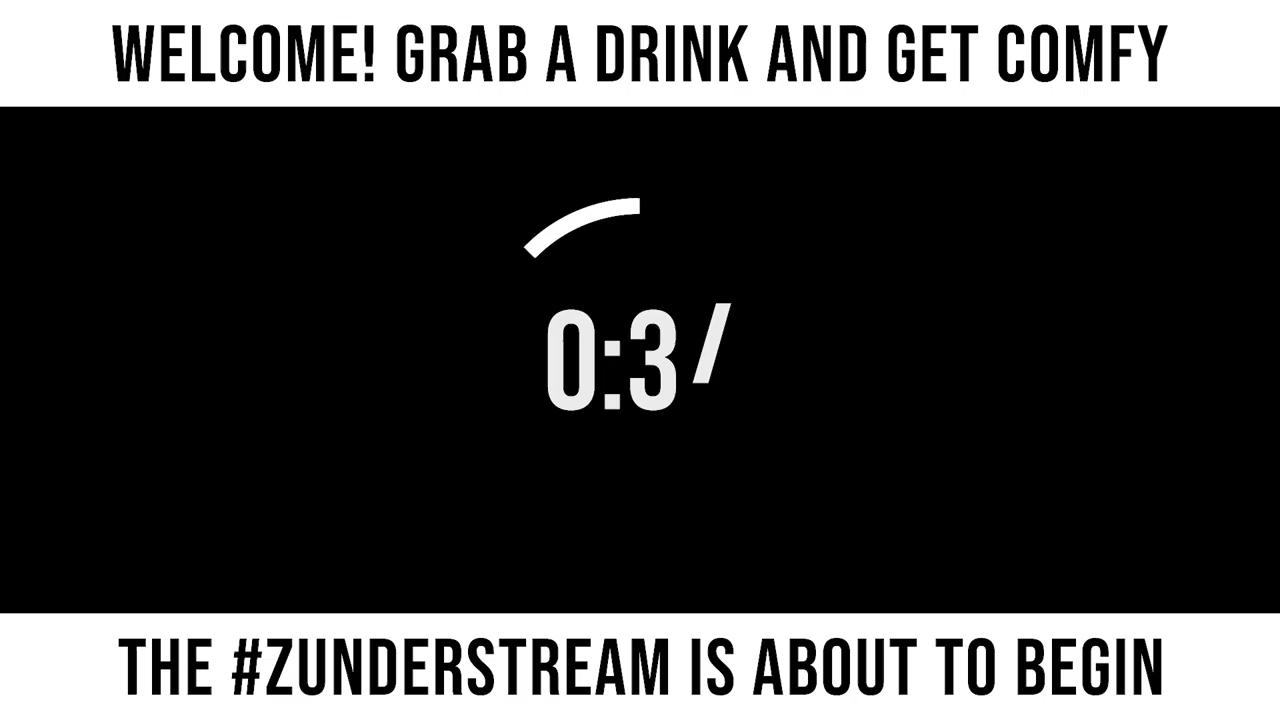 WELCOME! GRAB A DRINK AND GET COMFY
0:3/
THE #ZUNDERSTREAM IS ABOUT TO BEGIN